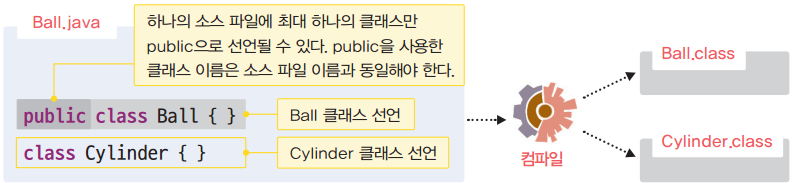 Ball.java
하나의 소스 파일에 최대 하나의 클래스만
public으로 선언될 수 있다. public을 사용한
클래스 이름은 소스 파일 이름과 동일해야 한다.
public class Ball { }
Ball 클래스 선언
class Cylinder { }
Cylinder 클래스 선언
컴파일
Ball.class
Cylinder.class